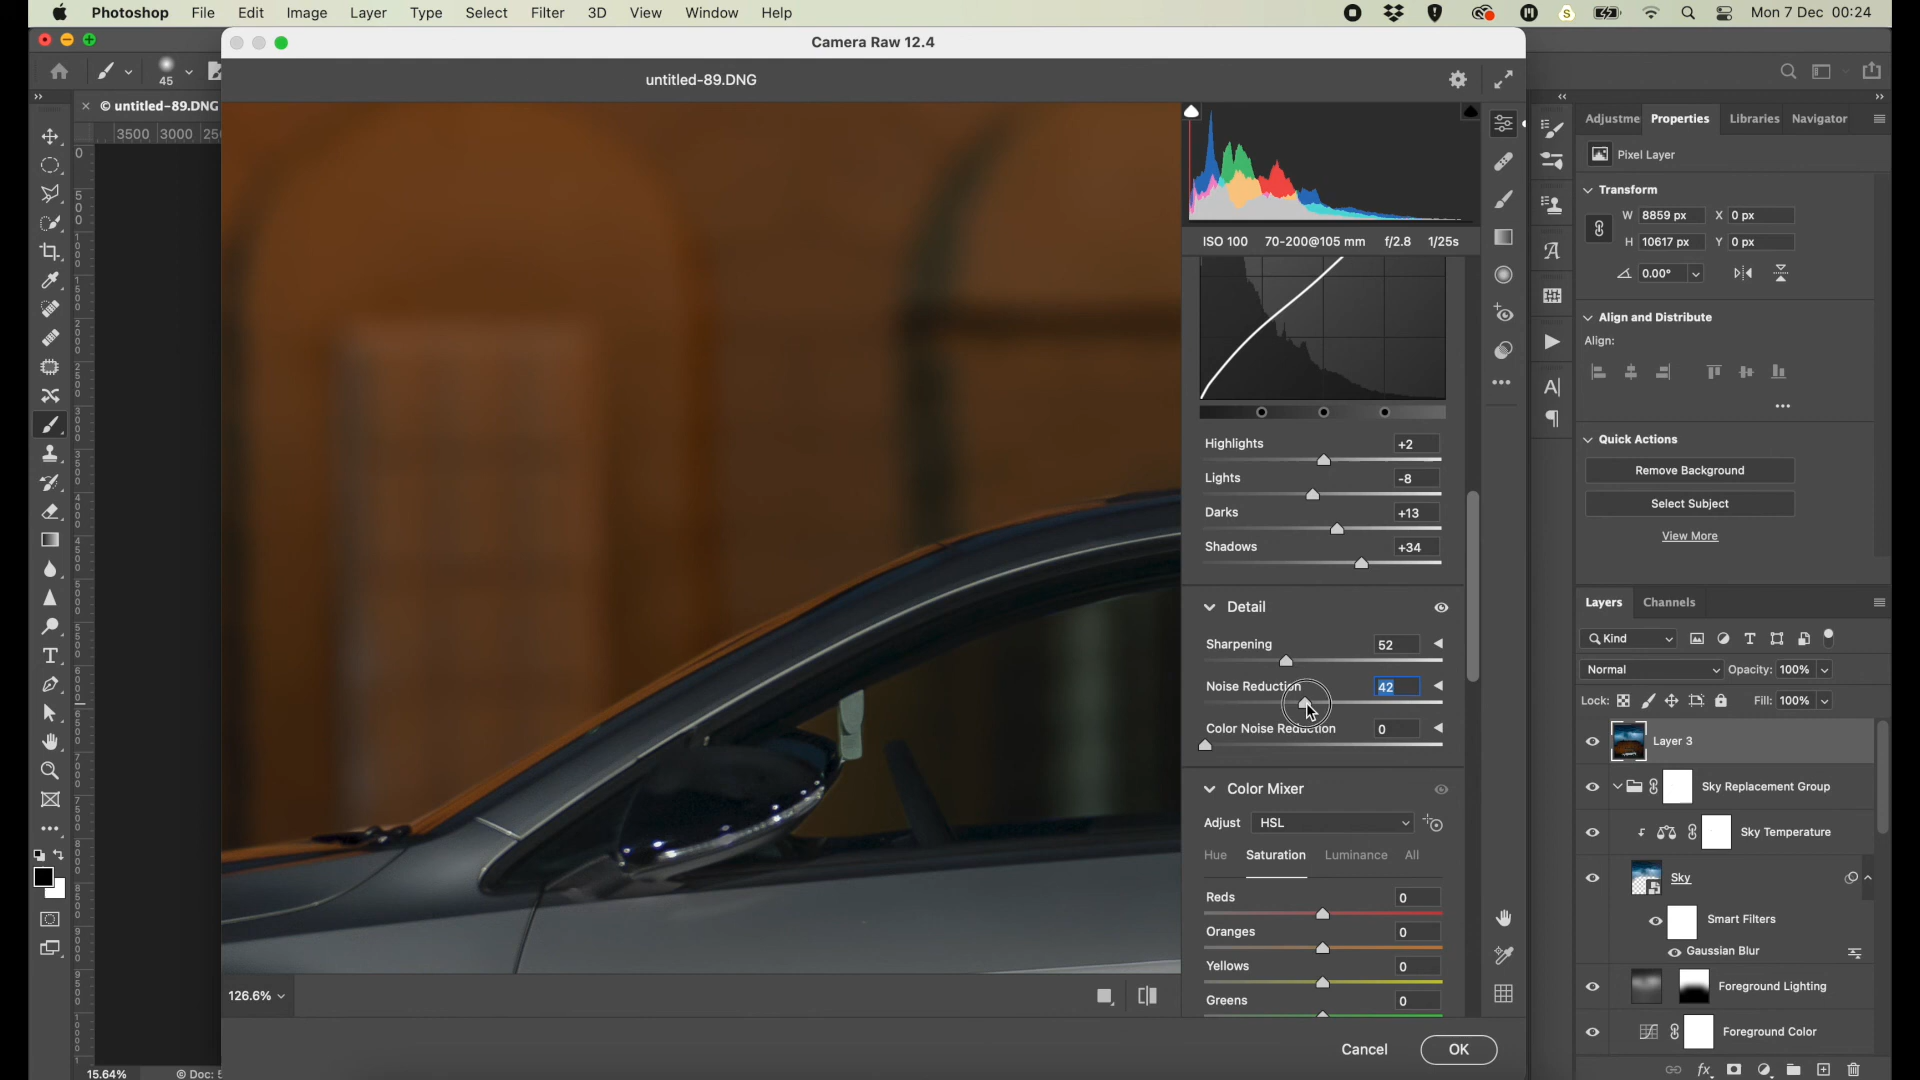 Photoshop File Edit Image Layer Type Select Filter 3D View Window Help Mon 7 Dec 00:24
Camera Raw 12.4
45
untitled-89.DNG
© untitled-89.DNG
3500 3000
ISO 100 70-200@105 mm f/2.8 1/25s
Highlights +2
Lights -8
Darks +13
Shadows +34
Detail
Sharpening 52
Noise Reduction 42
Color Noise Reduction 0
Color Mixer
Adjust HSL
Hue Saturation Luminance All
Reds 0
Oranges 0
Yellows 0
Greens 0
126.6%
Cancel OK
15.64% © Doc:
Adjustme Properties Libraries Navigator
Pixel Layer
Transform
W 8859 px X 0 px
H 10617 px Y 0 px
0.00°
Align and Distribute
Align:
Quick Actions
Remove Background
Select Subject
View More
Layers Channels
Kind
Normal Opacity: 100%
Lock: Fill: 100%
Layer 3
Sky Replacement Group
Sky Temperature
Sky
Smart Filters
Gaussian Blur
Foreground Lighting
Foreground Color
fx